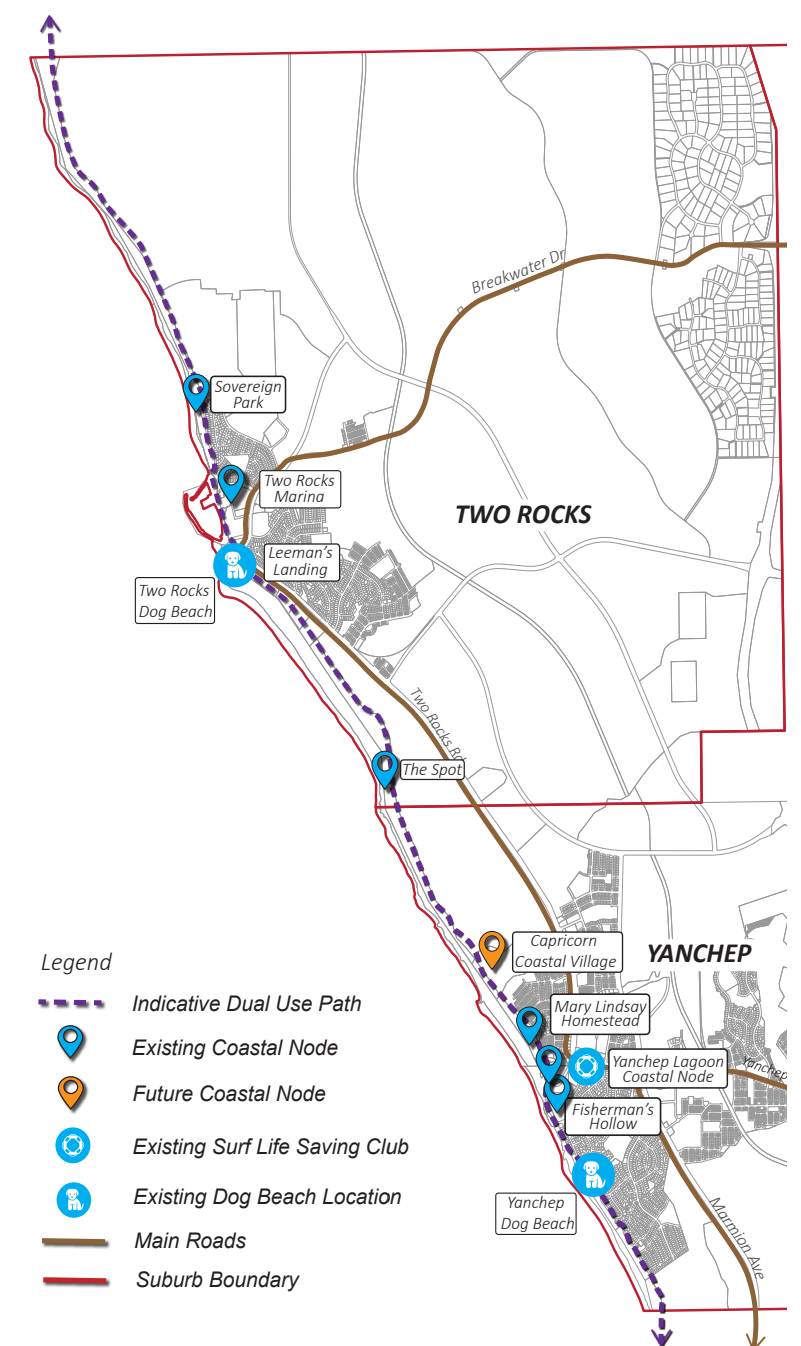 Breakwater Dr
Sovereign
Park
Two Rocks
Marina
TWO ROCKS
Leeman's
Landing
Two Rocks
Dog Beach
Two Rocks Rd
The Spot
Capricorn
Coastal Village
YANCHEP
Mary Lindsay
Homestead
Yanchep Lagoon
Coastal Node
Yanchep
Fisherman's
Hollow
Yanchep
Dog Beach
Marmion Ave
Legend
Indicative Dual Use Path
Existing Coastal Node
Future Coastal Node
Existing Surf Life Saving Club
Existing Dog Beach Location
Main Roads
Suburb Boundary